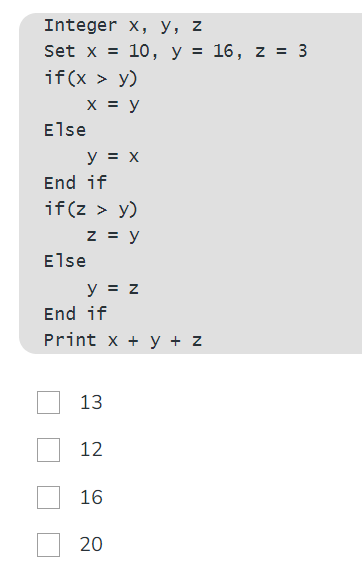 Integer x, y, z
Set x = 10, y = 16, z = 3
if(x > y)
    x = y
Else
    y = x
End if
if(z > y)
    z = y
Else
    y = z
End if
Print x + y + z
13
12
16
20